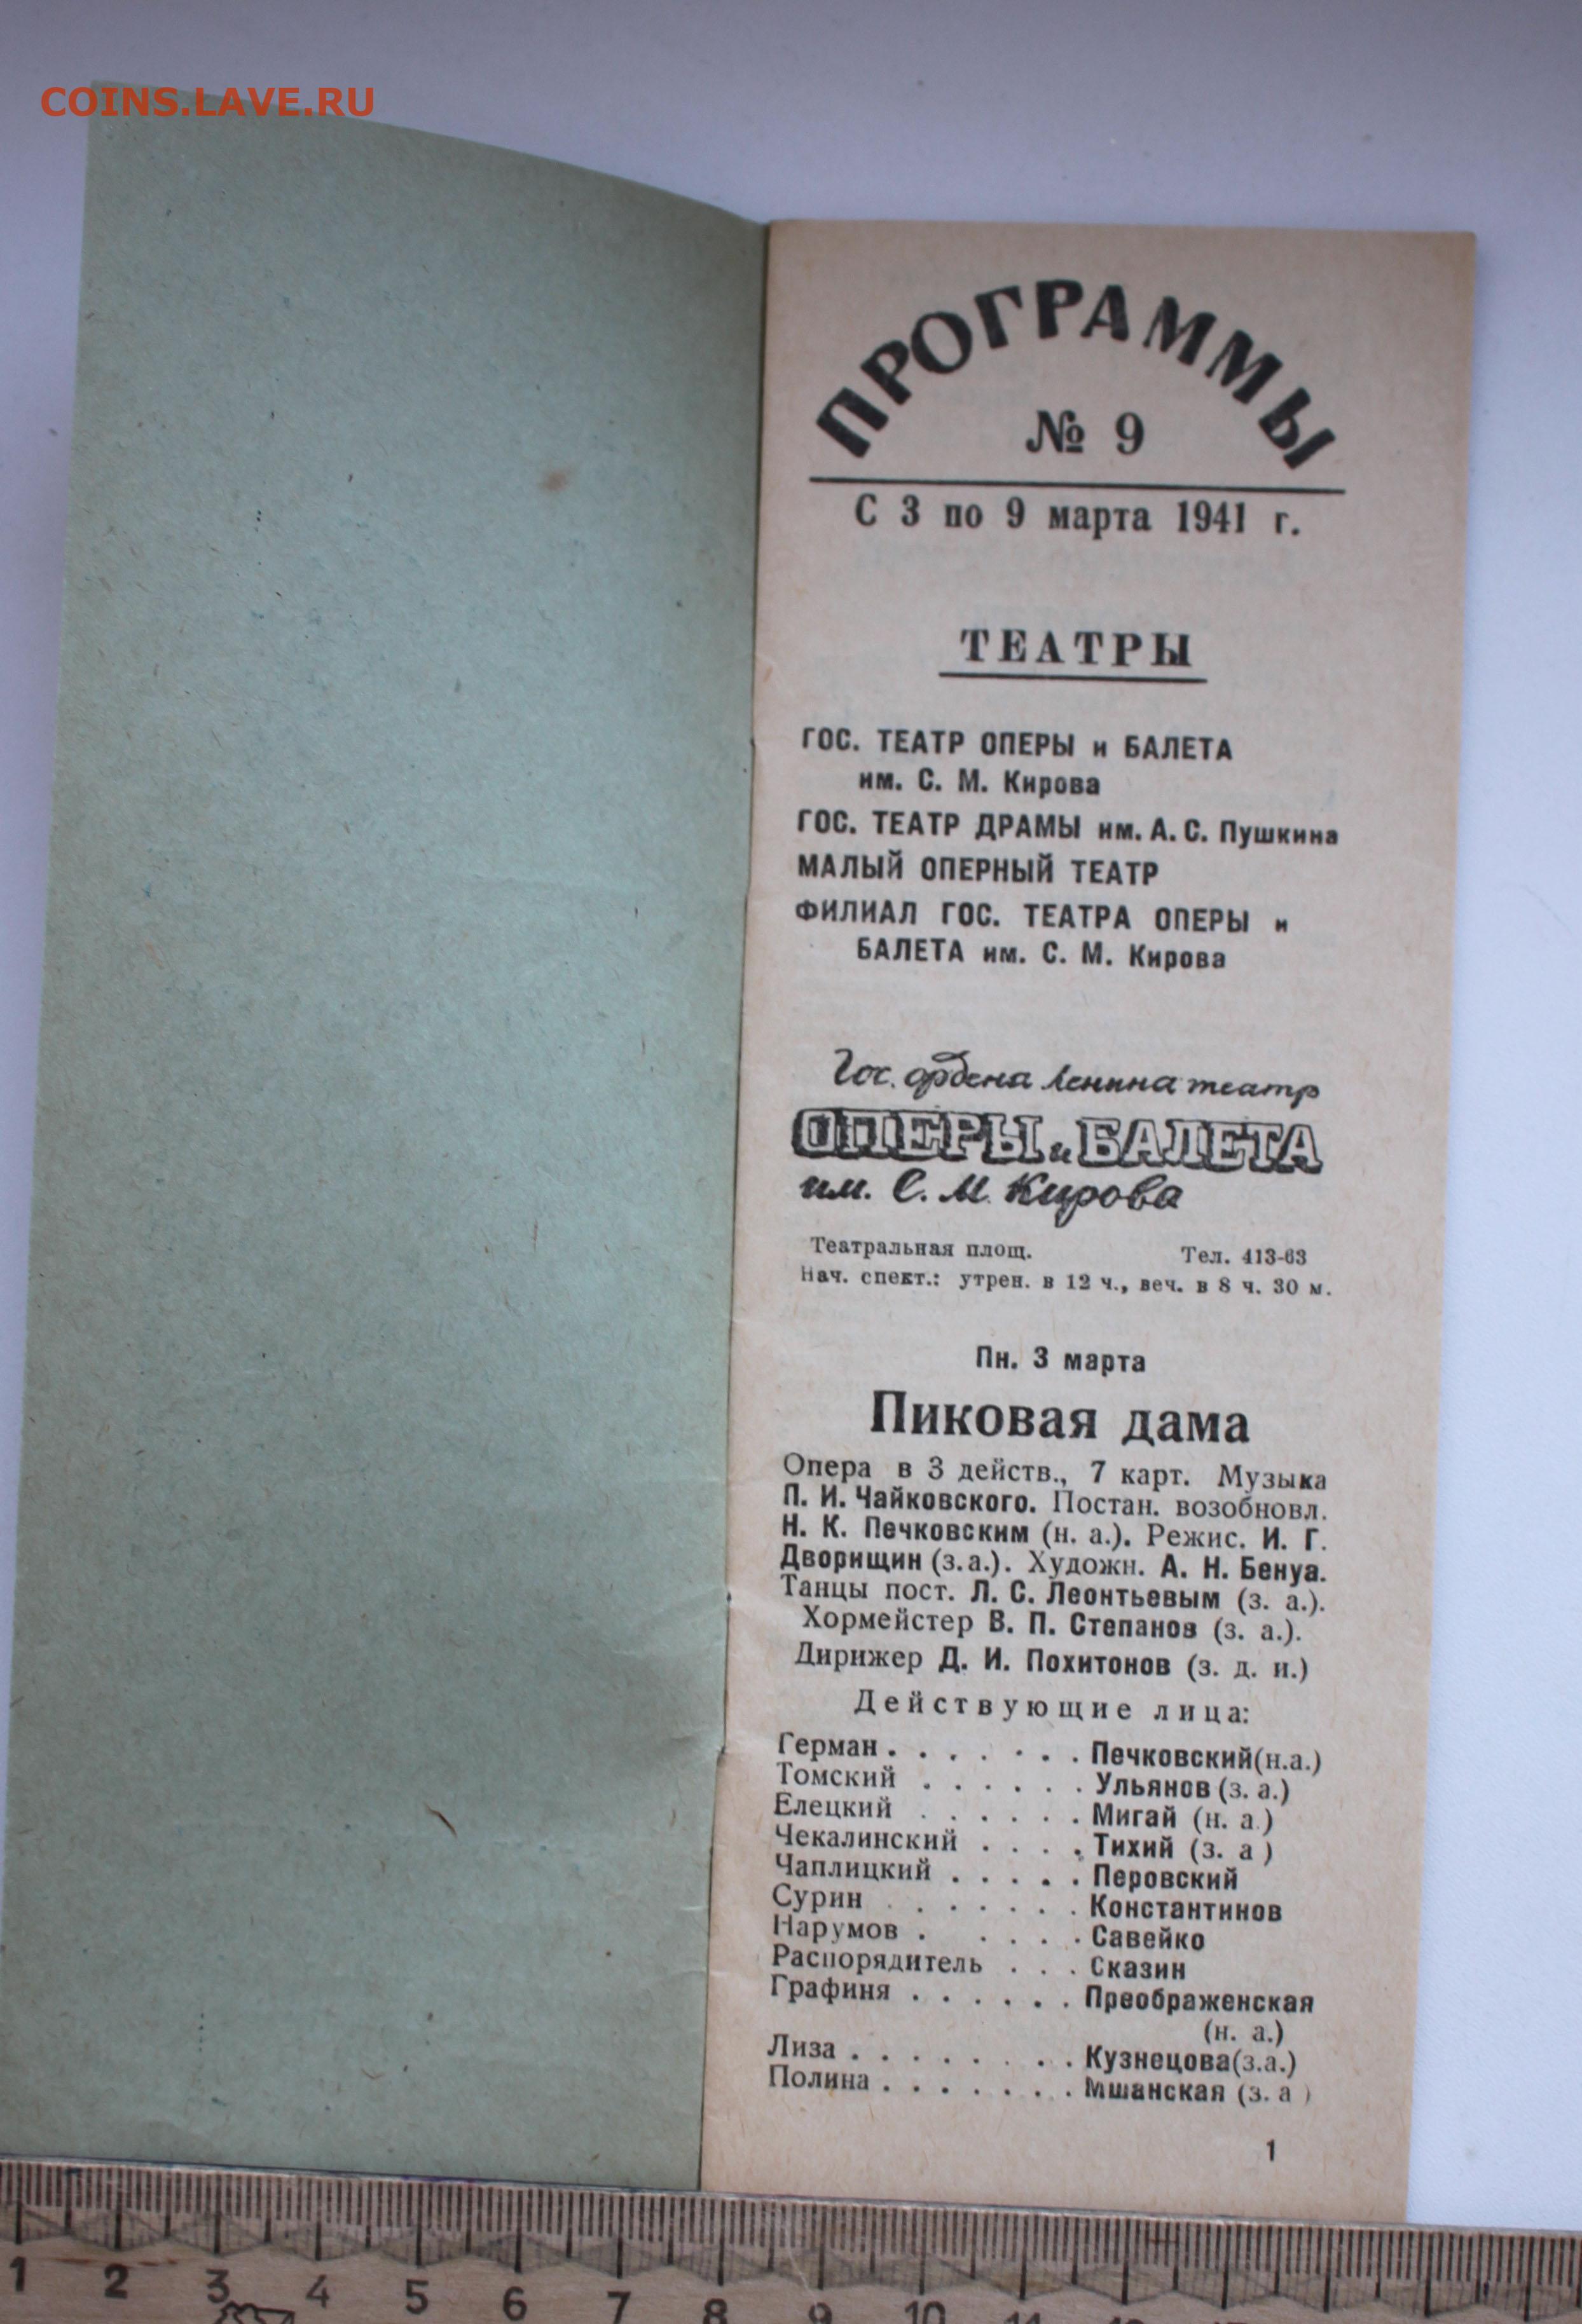 COINS.LAVE.RU
ПРОГРАММЫ
№ 9
С 3 по 9 марта 1941 г.
ТЕАТРЫ
ГОС. ТЕАТР ОПЕРЫ и БАЛЕТА
им. С. М. Кирова
ГОС. ТЕАТР ДРАМЫ им. А. С. Пушкина
МАЛЫЙ ОПЕРНЫЙ ТЕАТР
ФИЛИАЛ ГОС. ТЕАТРА ОПЕРЫ и
БАЛЕТА им. С. М. Кирова
Гос. ордена Ленина театр
ОПЕРЫ и БАЛЕТА
им. С. М. Кирова
Театральная площ. Тел. 413-63
Нач. спект.: утрен. в 12 ч., веч. в 8 ч. 30 м.
Пн. 3 марта
Пиковая дама
Опера в 3 действ., 7 карт. Музыка
П. И. Чайковского. Постан. возобновл.
Н. К. Печковским (н. а.). Режис. И. Г.
Дворищин (з. а.). Художн. А. Н. Бенуа.
Танцы пост. Л. С. Леонтьевым (з. а.).
Хормейстер В. П. Степанов (з. а.).
Дирижер Д. И. Похитонов (з. д. и.)
Действующие лица:
Герман . . . . . . . Печковский (н.а.)
Томский . . . . . . Ульянов (з. а.)
Елецкий . . . . . . Мигай (н. а.)
Чекалинский . . . . Тихий (з. а )
Чаплицкий . . . . . Перовский
Сурин . . . . . . . Константинов
Нарумов . . . . . Савейко
Распорядитель . . . Сказин
Графиня . . . . . . Преображенская
(н. а.)
Лиза . . . . . . . . Кузнецова (з.а.)
Полина . . . . . . . Мшанская (з. а )
1
1 2 3 4 5 6 7 8 9 10 11